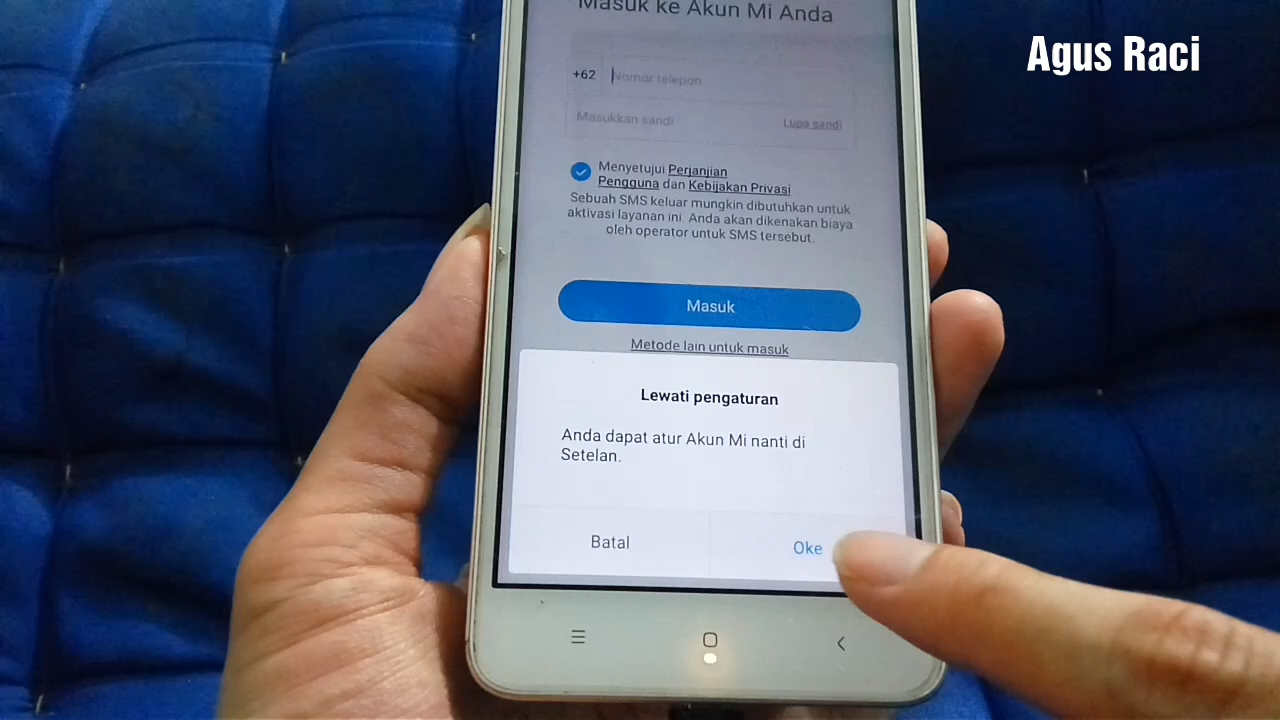 Agus Raci
Masuk ke Akun Mi Anda
+62 Nomor telepon
Masukkan sandi Lupa sandi
Menyetujui Perjanjian
Pengguna dan Kebijakan Privasi
Sebuah SMS keluar mungkin dibutuhkan untuk
aktivasi layanan ini. Anda akan dikenakan biaya
oleh operator untuk SMS tersebut.
Masuk
Metode lain untuk masuk
Lewati pengaturan
Anda dapat atur Akun Mi nanti di
Setelan.
Batal Oke